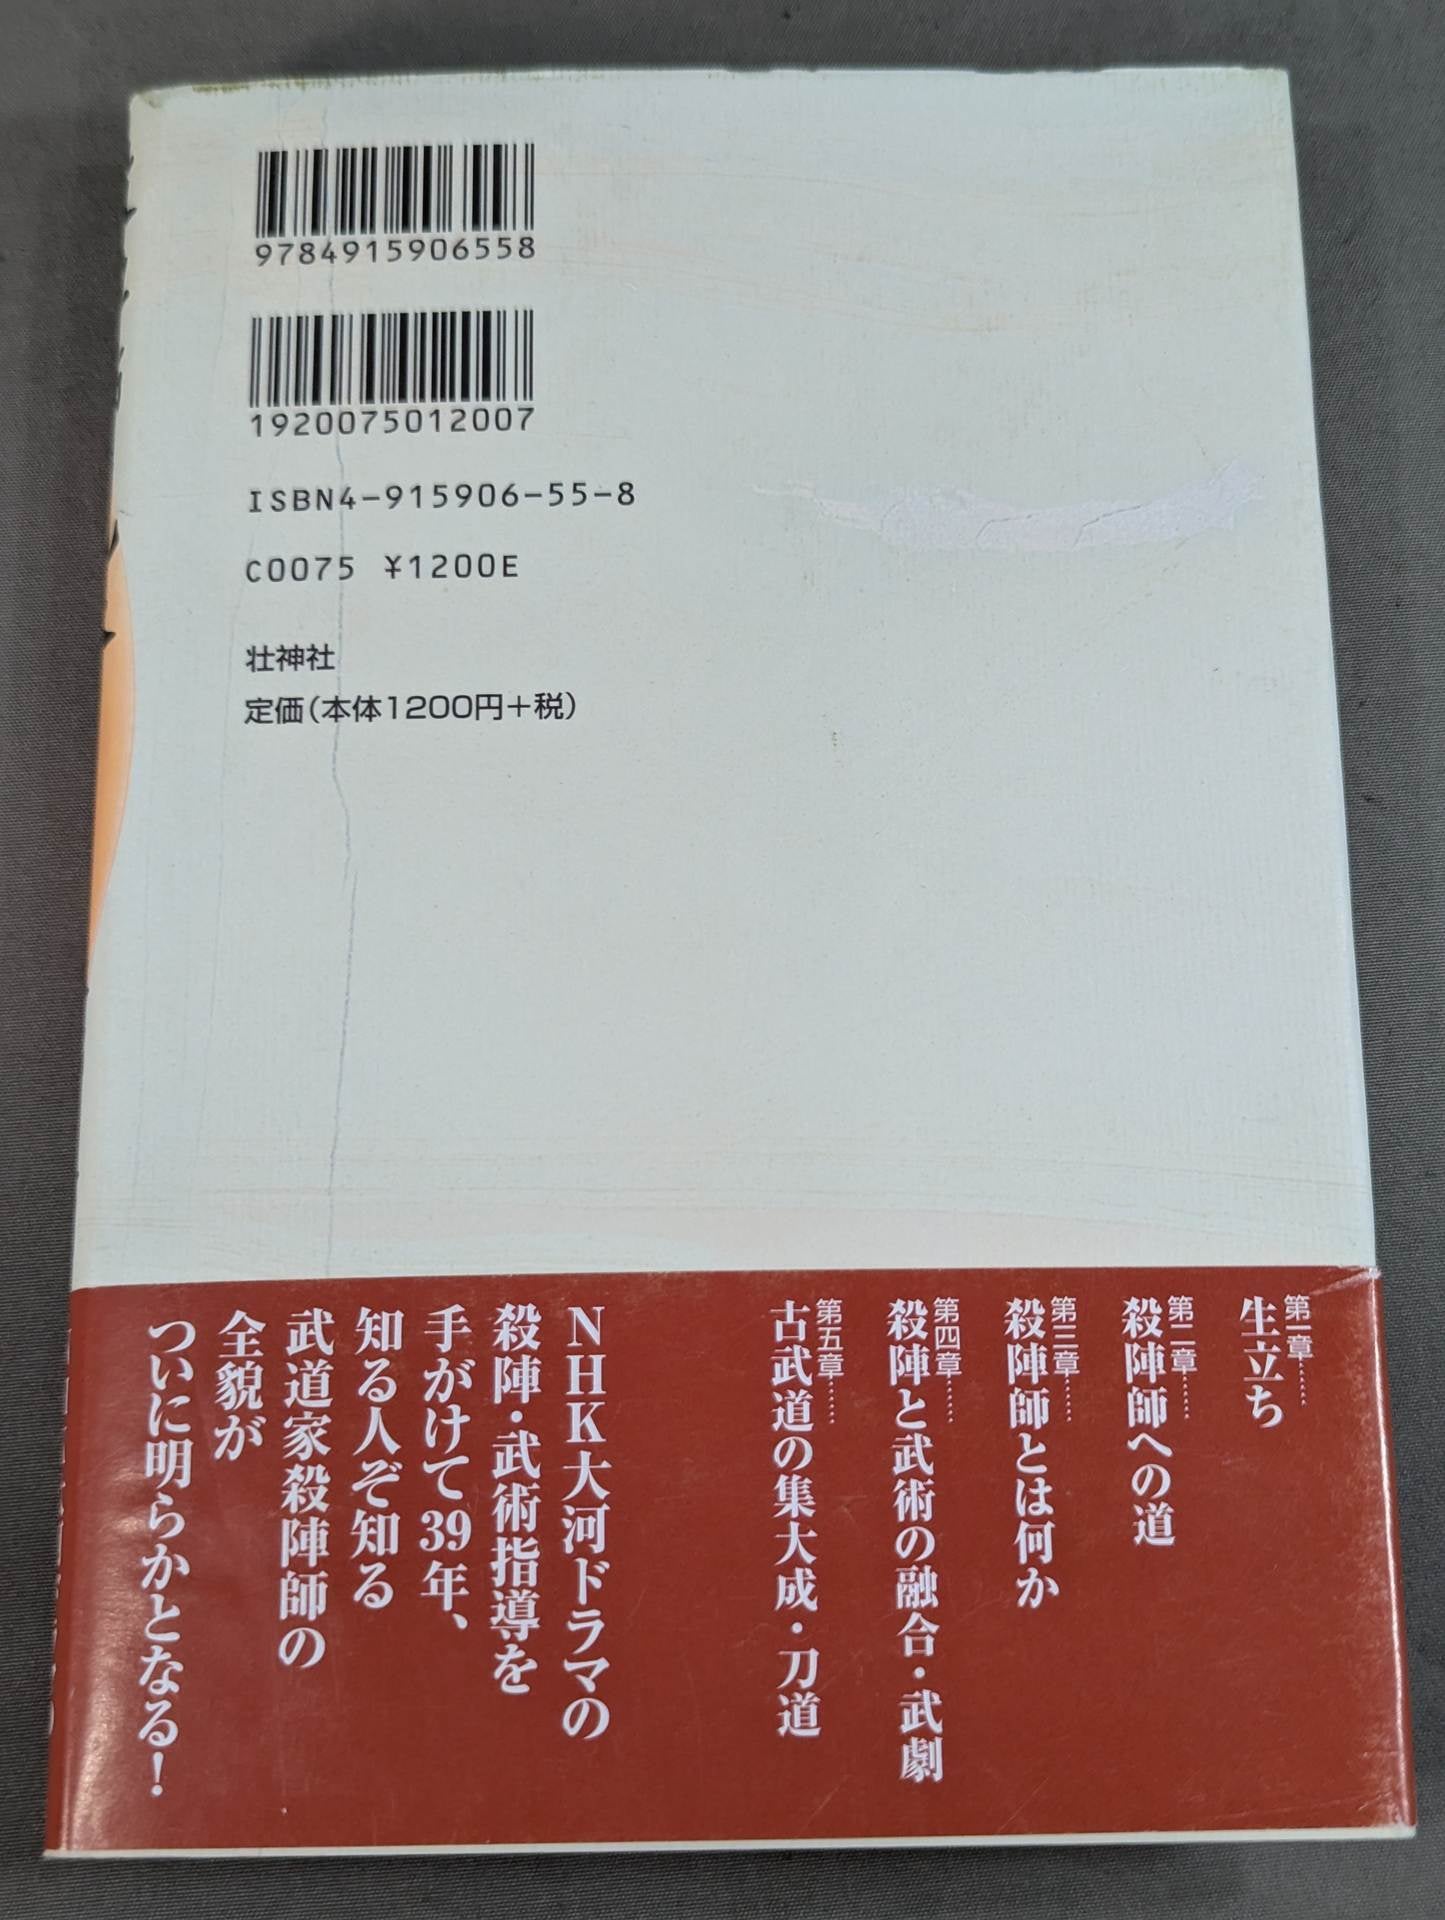 9784915906558
1920075012007
ISBN4-915906-55-8
C0075 ¥1200E
壮神社
定価(本体1200円+税)
第一章……
生立ち
第二章……
殺陣師への道
第三章……
殺陣師とは何か
第四章……
殺陣と武術の融合・武劇
第五章……
古武道の集大成・刀道
NHK大河ドラマの
殺陣・武術指導を
手がけて39年、
知る人ぞ知る
武道家殺陣師の
全貌が
ついに明らかとなる!